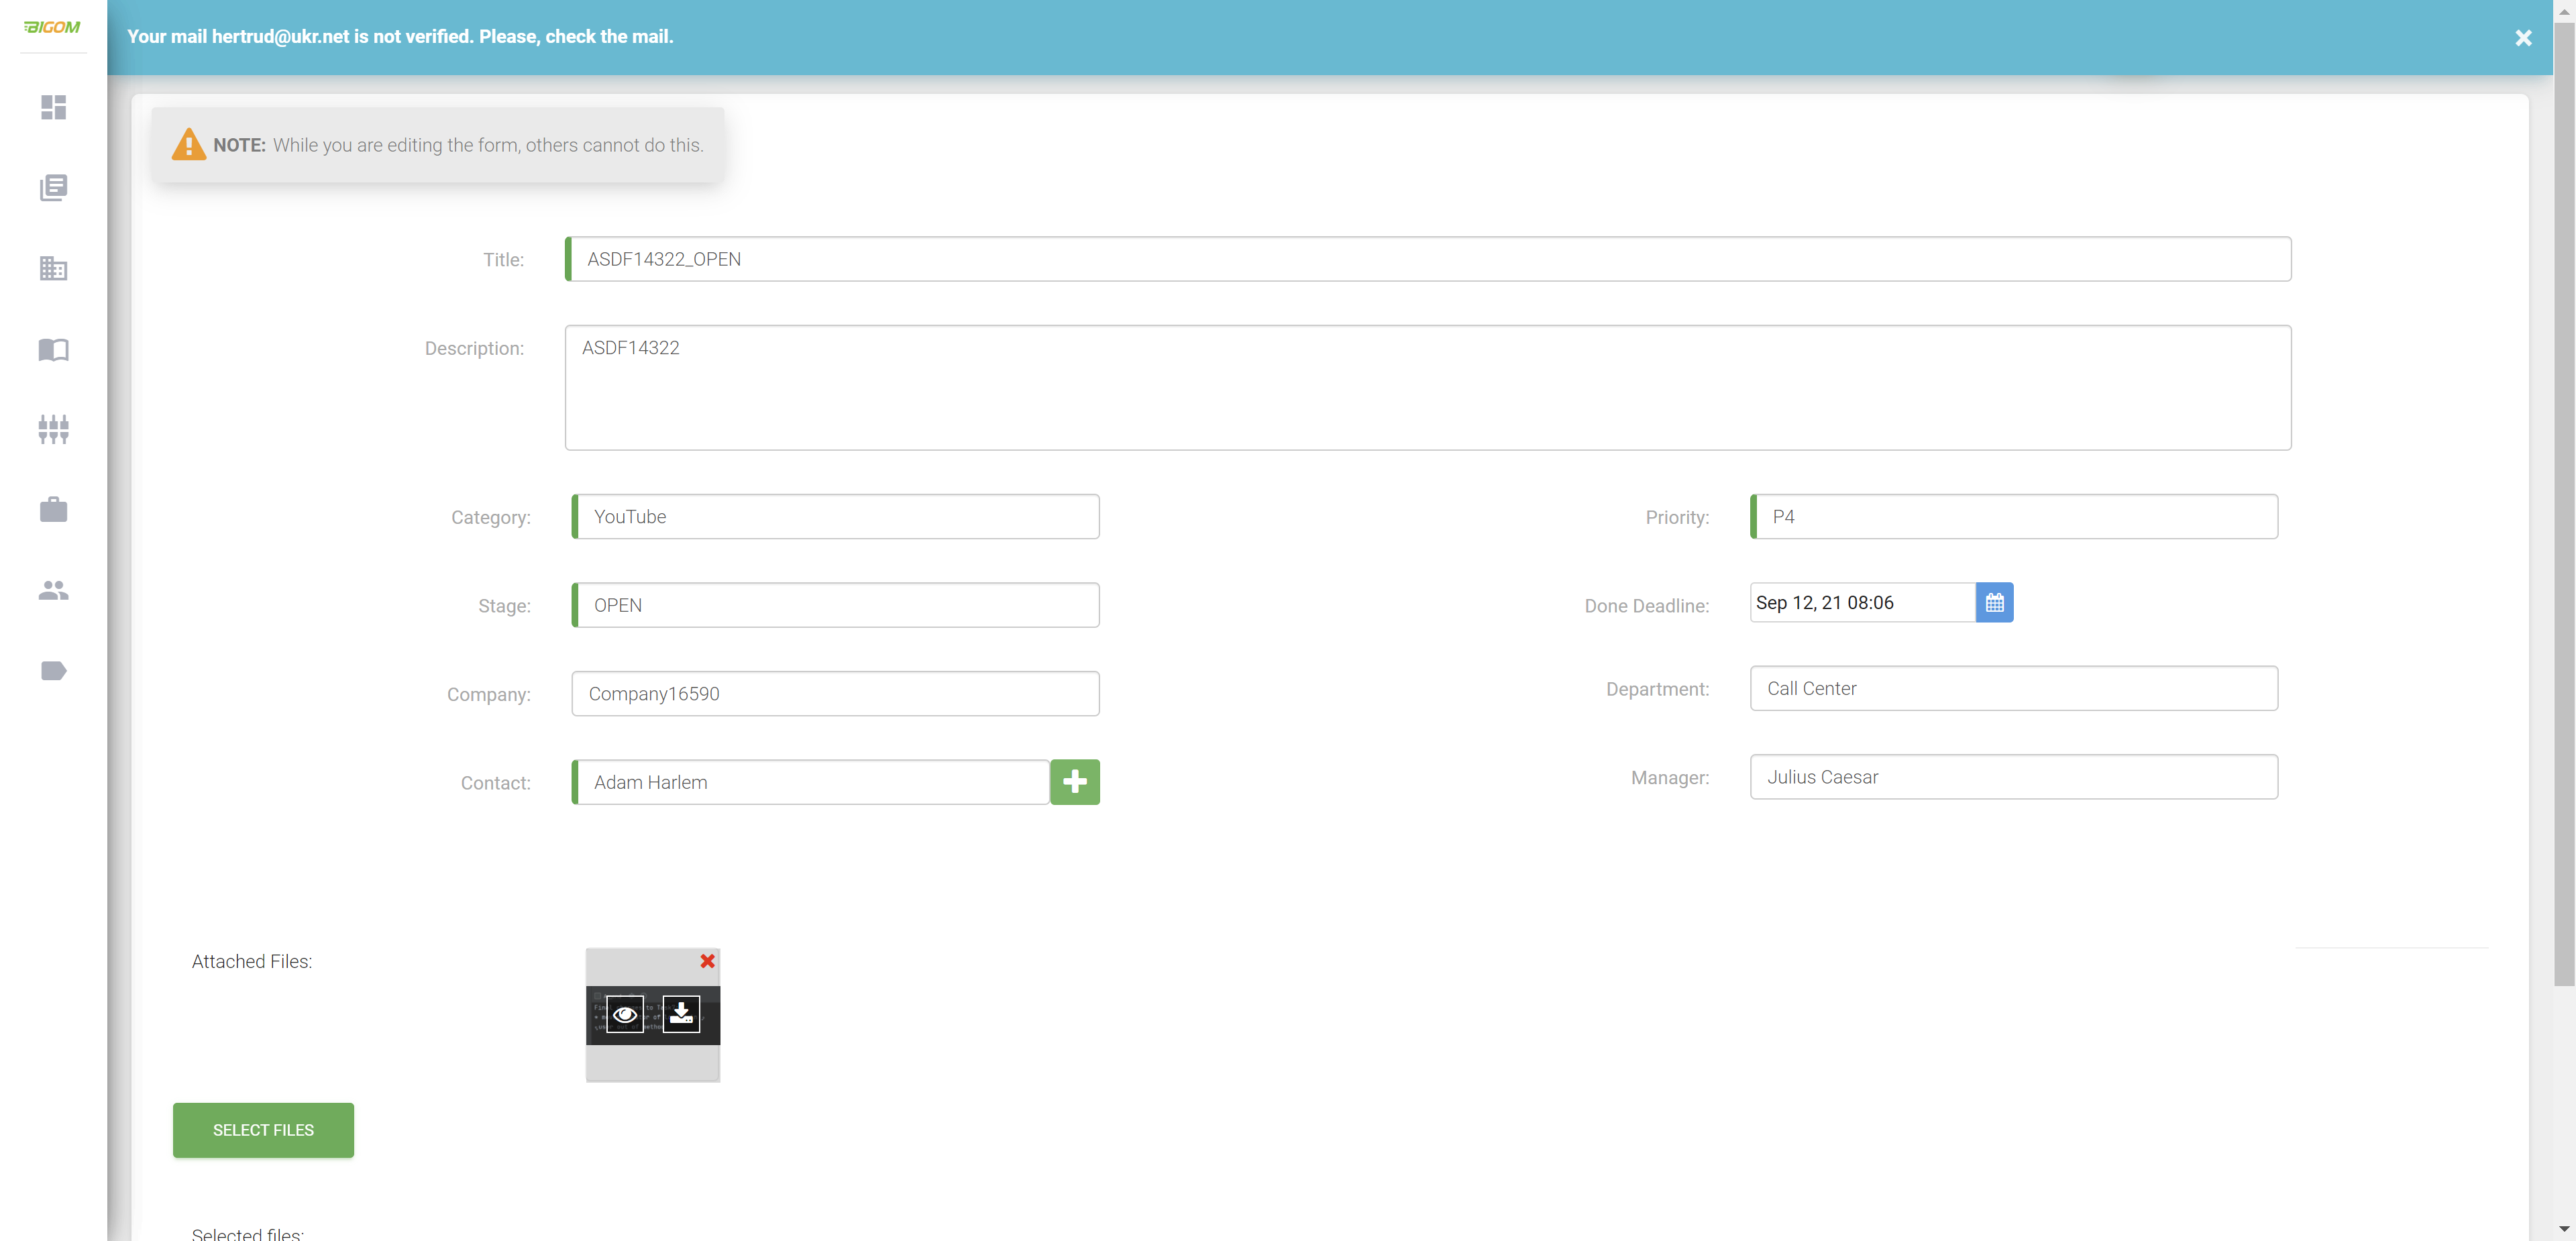 BIGOM
Your mail hertrud@ukr.net is not verified. Please, check the mail.
NOTE: While you are editing the form, others cannot do this.
Title: ASDF14322_OPEN
Description: ASDF14322
Category: YouTube
Priority: P4
Stage: OPEN
Done Deadline: Sep 12, 21 08:06
Company: Company16590
Department: Call Center
Contact: Adam Harlem
Manager: Julius Caesar
Attached Files:
SELECT FILES
Selected files: